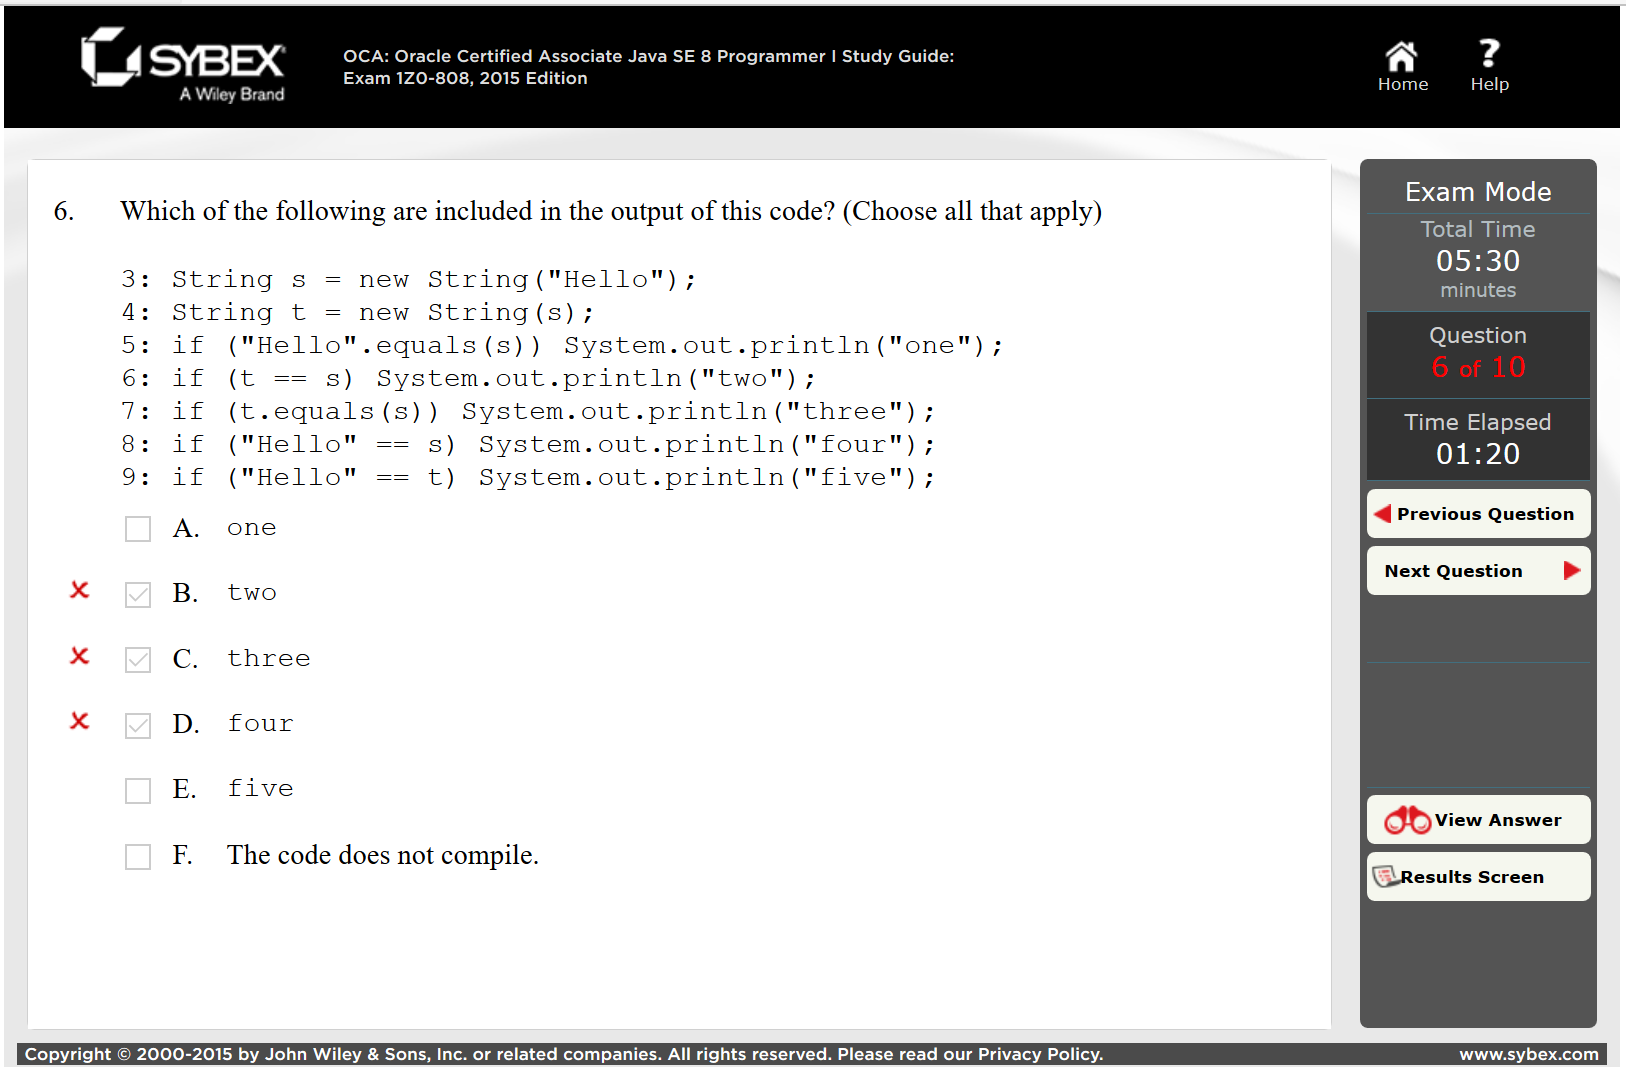 SYBEX
A Wiley Brand
OCA: Oracle Certified Associate Java SE 8 Programmer I Study Guide:
Exam 1Z0-808, 2015 Edition
Home
Help
6. Which of the following are included in the output of this code? (Choose all that apply)
3: String s = new String("Hello");
4: String t = new String(s);
5: if ("Hello".equals(s)) System.out.println("one");
6: if (t == s) System.out.println("two");
7: if (t.equals(s)) System.out.println("three");
8: if ("Hello" == s) System.out.println("four");
9: if ("Hello" == t) System.out.println("five");
A. one
B. two
C. three
D. four
E. five
F. The code does not compile.
Exam Mode
Total Time
05:30
minutes
Question
6 of 10
Time Elapsed
01:20
Previous Question
Next Question
View Answer
Results Screen
Copyright © 2000-2015 by John Wiley & Sons, Inc. or related companies. All rights reserved. Please read our Privacy Policy.
www.sybex.com